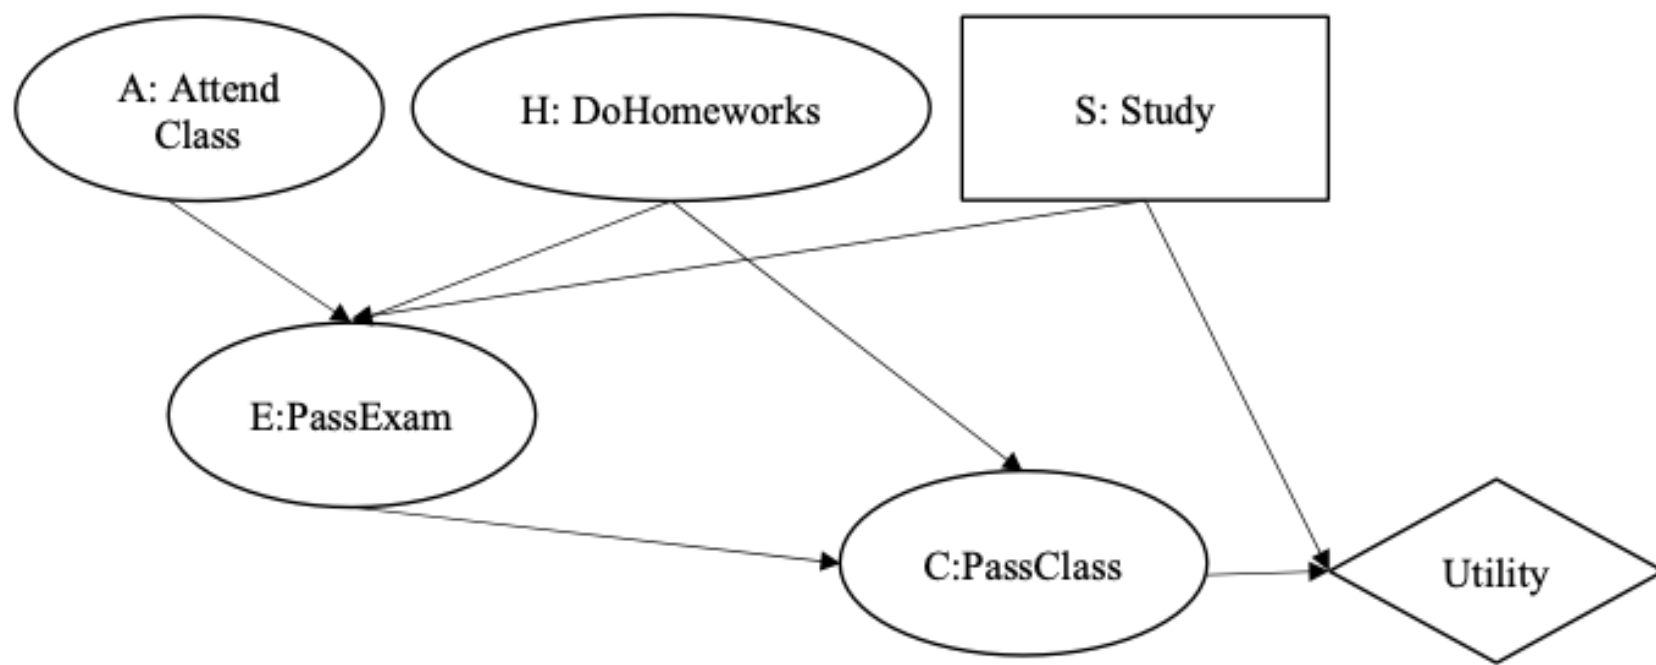 A: Attend
Class
H: DoHomeworks
S: Study
E:PassExam
C:PassClass
Utility